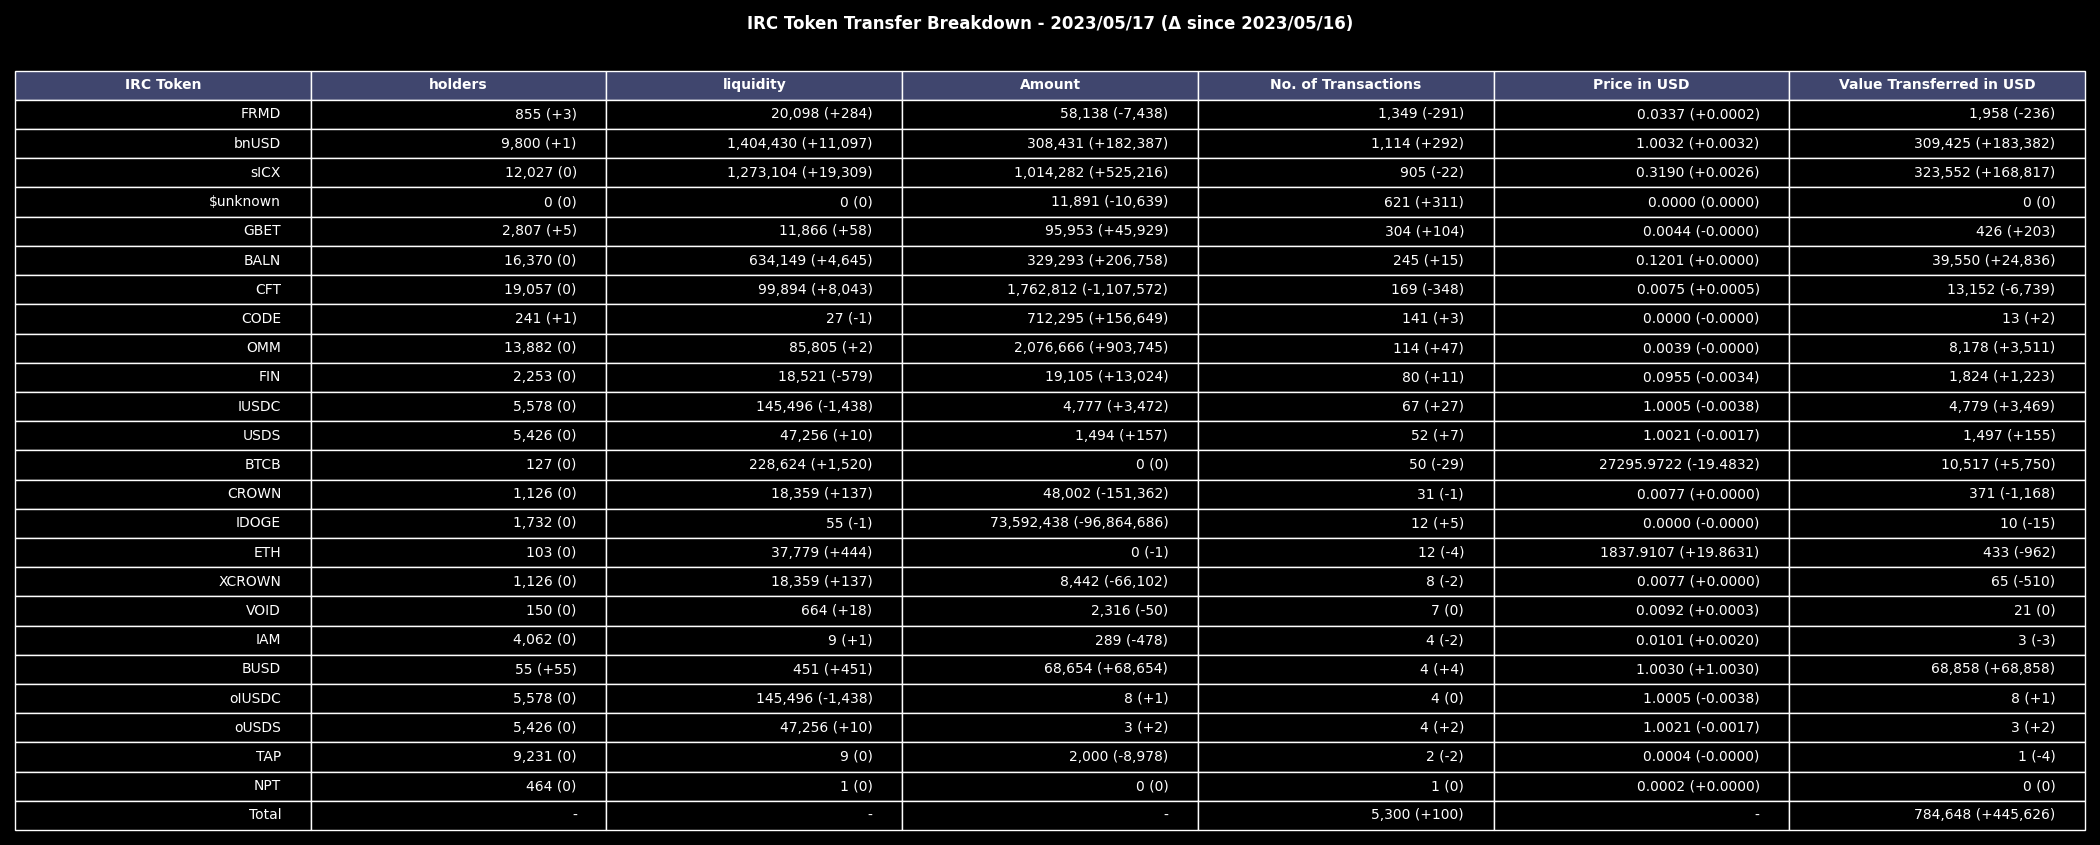 IRC Token Transfer Breakdown - 2023/05/17 (Δ since 2023/05/16)
IRC Token holders liquidity Amount No. of Transactions Price in USD Value Transferred in USD
FRMD 855 (+3) 20,098 (+284) 58,138 (-7,438) 1,349 (-291) 0.0337 (+0.0002) 1,958 (-236)
bnUSD 9,800 (+1) 1,404,430 (+11,097) 308,431 (+182,387) 1,114 (+292) 1.0032 (+0.0032) 309,425 (+183,382)
sICX 12,027 (0) 1,273,104 (+19,309) 1,014,282 (+525,216) 905 (-22) 0.3190 (+0.0026) 323,552 (+168,817)
$unknown 0 (0) 0 (0) 11,891 (-10,639) 621 (+311) 0.0000 (0.0000) 0 (0)
GBET 2,807 (+5) 11,866 (+58) 95,953 (+45,929) 304 (+104) 0.0044 (-0.0000) 426 (+203)
BALN 16,370 (0) 634,149 (+4,645) 329,293 (+206,758) 245 (+15) 0.1201 (+0.0000) 39,550 (+24,836)
CFT 19,057 (0) 99,894 (+8,043) 1,762,812 (-1,107,572) 169 (-348) 0.0075 (+0.0005) 13,152 (-6,739)
CODE 241 (+1) 27 (-1) 712,295 (+156,649) 141 (+3) 0.0000 (-0.0000) 13 (+2)
OMM 13,882 (0) 85,805 (+2) 2,076,666 (+903,745) 114 (+47) 0.0039 (-0.0000) 8,178 (+3,511)
FIN 2,253 (0) 18,521 (-579) 19,105 (+13,024) 80 (+11) 0.0955 (-0.0034) 1,824 (+1,223)
IUSDC 5,578 (0) 145,496 (-1,438) 4,777 (+3,472) 67 (+27) 1.0005 (-0.0038) 4,779 (+3,469)
USDS 5,426 (0) 47,256 (+10) 1,494 (+157) 52 (+7) 1.0021 (-0.0017) 1,497 (+155)
BTCB 127 (0) 228,624 (+1,520) 0 (0) 50 (-29) 27295.9722 (-19.4832) 10,517 (+5,750)
CROWN 1,126 (0) 18,359 (+137) 48,002 (-151,362) 31 (-1) 0.0077 (+0.0000) 371 (-1,168)
IDOGE 1,732 (0) 55 (-1) 73,592,438 (-96,864,686) 12 (+5) 0.0000 (-0.0000) 10 (-15)
ETH 103 (0) 37,779 (+444) 0 (-1) 12 (-4) 1837.9107 (+19.8631) 433 (-962)
XCROWN 1,126 (0) 18,359 (+137) 8,442 (-66,102) 8 (-2) 0.0077 (+0.0000) 65 (-510)
VOID 150 (0) 664 (+18) 2,316 (-50) 7 (0) 0.0092 (+0.0003) 21 (0)
IAM 4,062 (0) 9 (+1) 289 (-478) 4 (-2) 0.0101 (+0.0020) 3 (-3)
BUSD 55 (+55) 451 (+451) 68,654 (+68,654) 4 (+4) 1.0030 (+1.0030) 68,858 (+68,858)
oIUSDC 5,578 (0) 145,496 (-1,438) 8 (+1) 4 (0) 1.0005 (-0.0038) 8 (+1)
oUSDS 5,426 (0) 47,256 (+10) 3 (+2) 4 (+2) 1.0021 (-0.0017) 3 (+2)
TAP 9,231 (0) 9 (0) 2,000 (-8,978) 2 (-2) 0.0004 (-0.0000) 1 (-4)
NPT 464 (0) 1 (0) 0 (0) 1 (0) 0.0002 (+0.0000) 0 (0)
Total - - - 5,300 (+100) - 784,648 (+445,626)